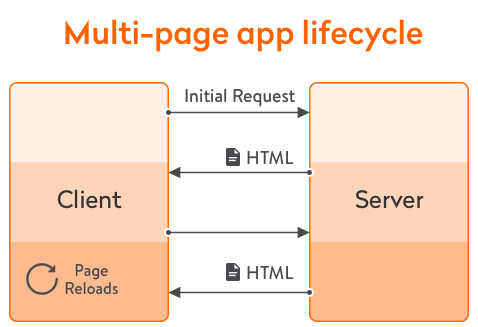 Multi-page app lifecycle
Initial Request
HTML
Client
Server
Page
Reloads
HTML